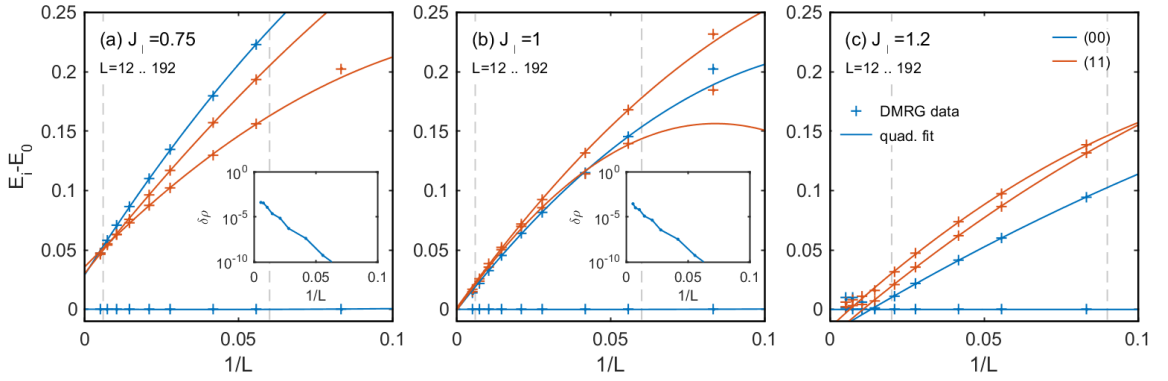 (a) J| =0.75
L=12 .. 192
E_i-E_0
0.25
0.2
0.15
0.1
0.05
0
0
0.05
0.1
1/L
10^0
10^-5
10^-10
δρ
0
0.05
0.1
1/L
(b) J| =1
L=12 .. 192
0.25
0.2
0.15
0.1
0.05
0
0
0.05
0.1
1/L
10^0
10^-5
10^-10
δρ
0
0.05
0.1
1/L
(c) J| =1.2
L=12 .. 192
(00)
(11)
DMRG data
quad. fit
0.25
0.2
0.15
0.1
0.05
0
0
0.05
0.1
1/L